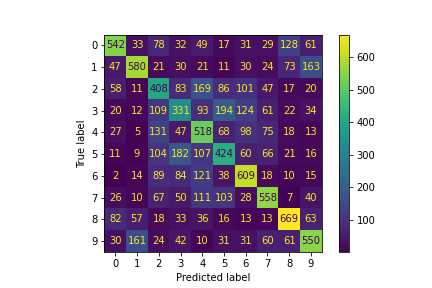 0 542 33 78 32 49 17 31 29 128 61
1 47 580 21 30 21 11 30 24 73 163
2 58 11 408 83 169 86 101 47 17 20
3 20 12 109 331 93 194 124 61 22 34
4 27 5 131 47 518 68 98 75 18 13
5 11 9 104 182 107 424 60 66 21 16
6 2 14 89 84 121 38 609 18 10 15
7 26 10 67 50 111 103 28 558 7 40
8 82 57 18 33 36 16 13 13 669 63
9 30 161 24 42 10 31 31 60 61 550
0 1 2 3 4 5 6 7 8 9
Predicted label
True label
600
500
400
300
200
100